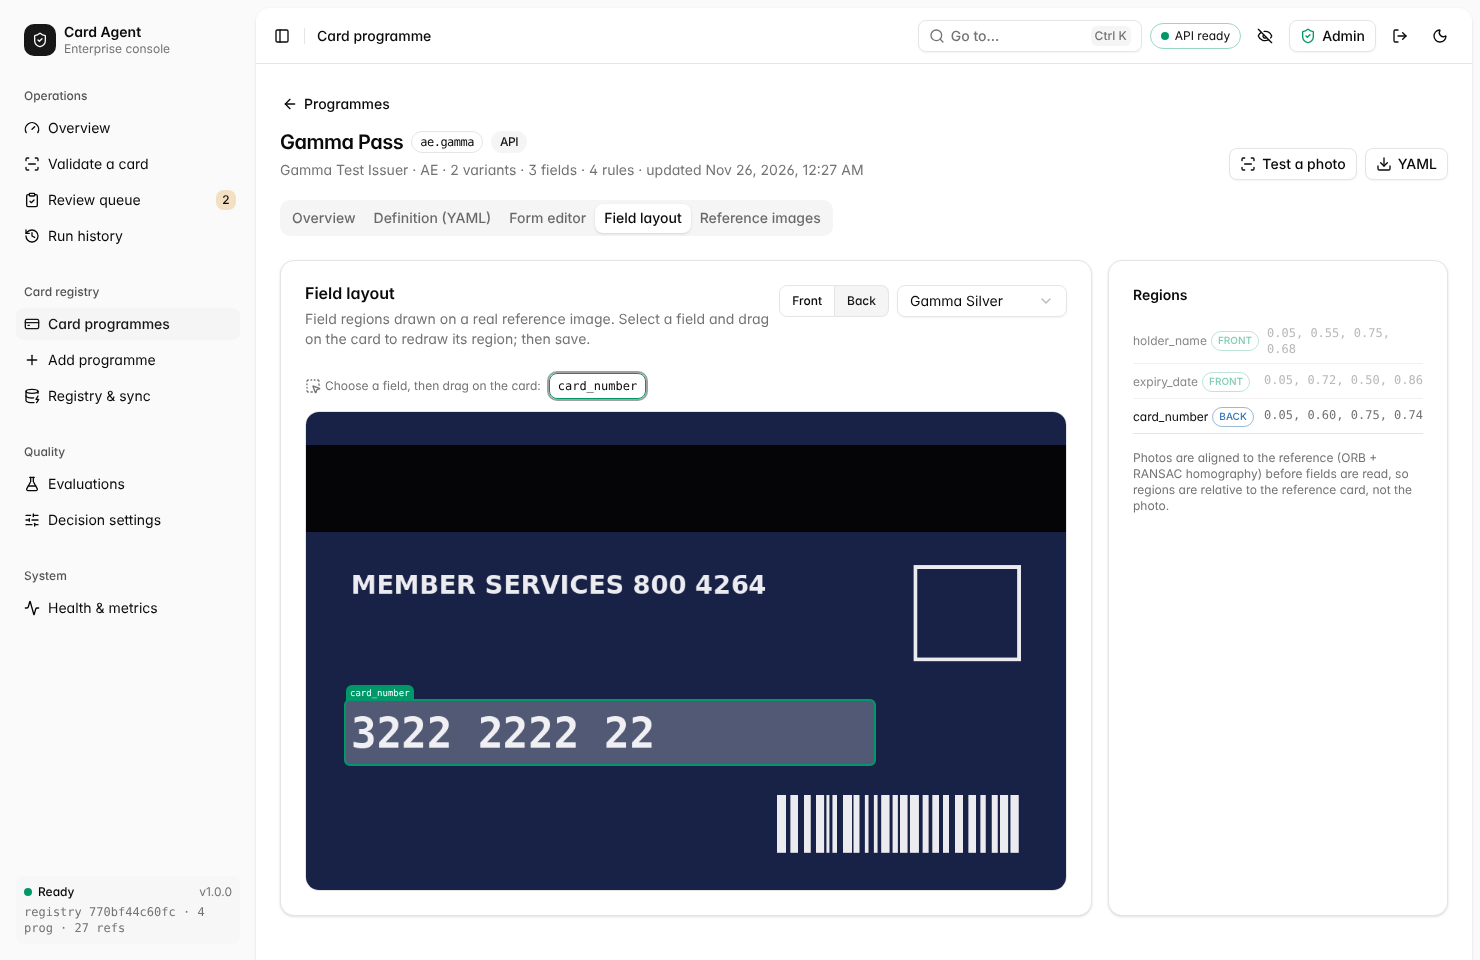 Card Agent
Enterprise console
Operations
Overview
Validate a card
Review queue
2
Run history
Card registry
Card programmes
Add programme
Registry & sync
Quality
Evaluations
Decision settings
System
Health & metrics
Ready
v1.0.0
registry 770bf44c60fc · 4
prog · 27 refs
Card programme
Go to...
Ctrl K
API ready
Admin
Programmes
Gamma Pass
ae.gamma
API
Gamma Test Issuer · AE · 2 variants · 3 fields · 4 rules · updated Nov 26, 2026, 12:27 AM
Test a photo
YAML
Overview
Definition (YAML)
Form editor
Field layout
Reference images
Field layout
Field regions drawn on a real reference image. Select a field and drag
on the card to redraw its region; then save.
Front
Back
Gamma Silver
Choose a field, then drag on the card:
card_number
MEMBER SERVICES 800 4264
card_number
3222 2222 22
Regions
holder_name FRONT 0.05, 0.55, 0.75,
0.68
expiry_date FRONT 0.05, 0.72, 0.50, 0.86
card_number BACK 0.05, 0.60, 0.75, 0.74
Photos are aligned to the reference (ORB +
RANSAC homography) before fields are read, so
regions are relative to the reference card, not the
photo.